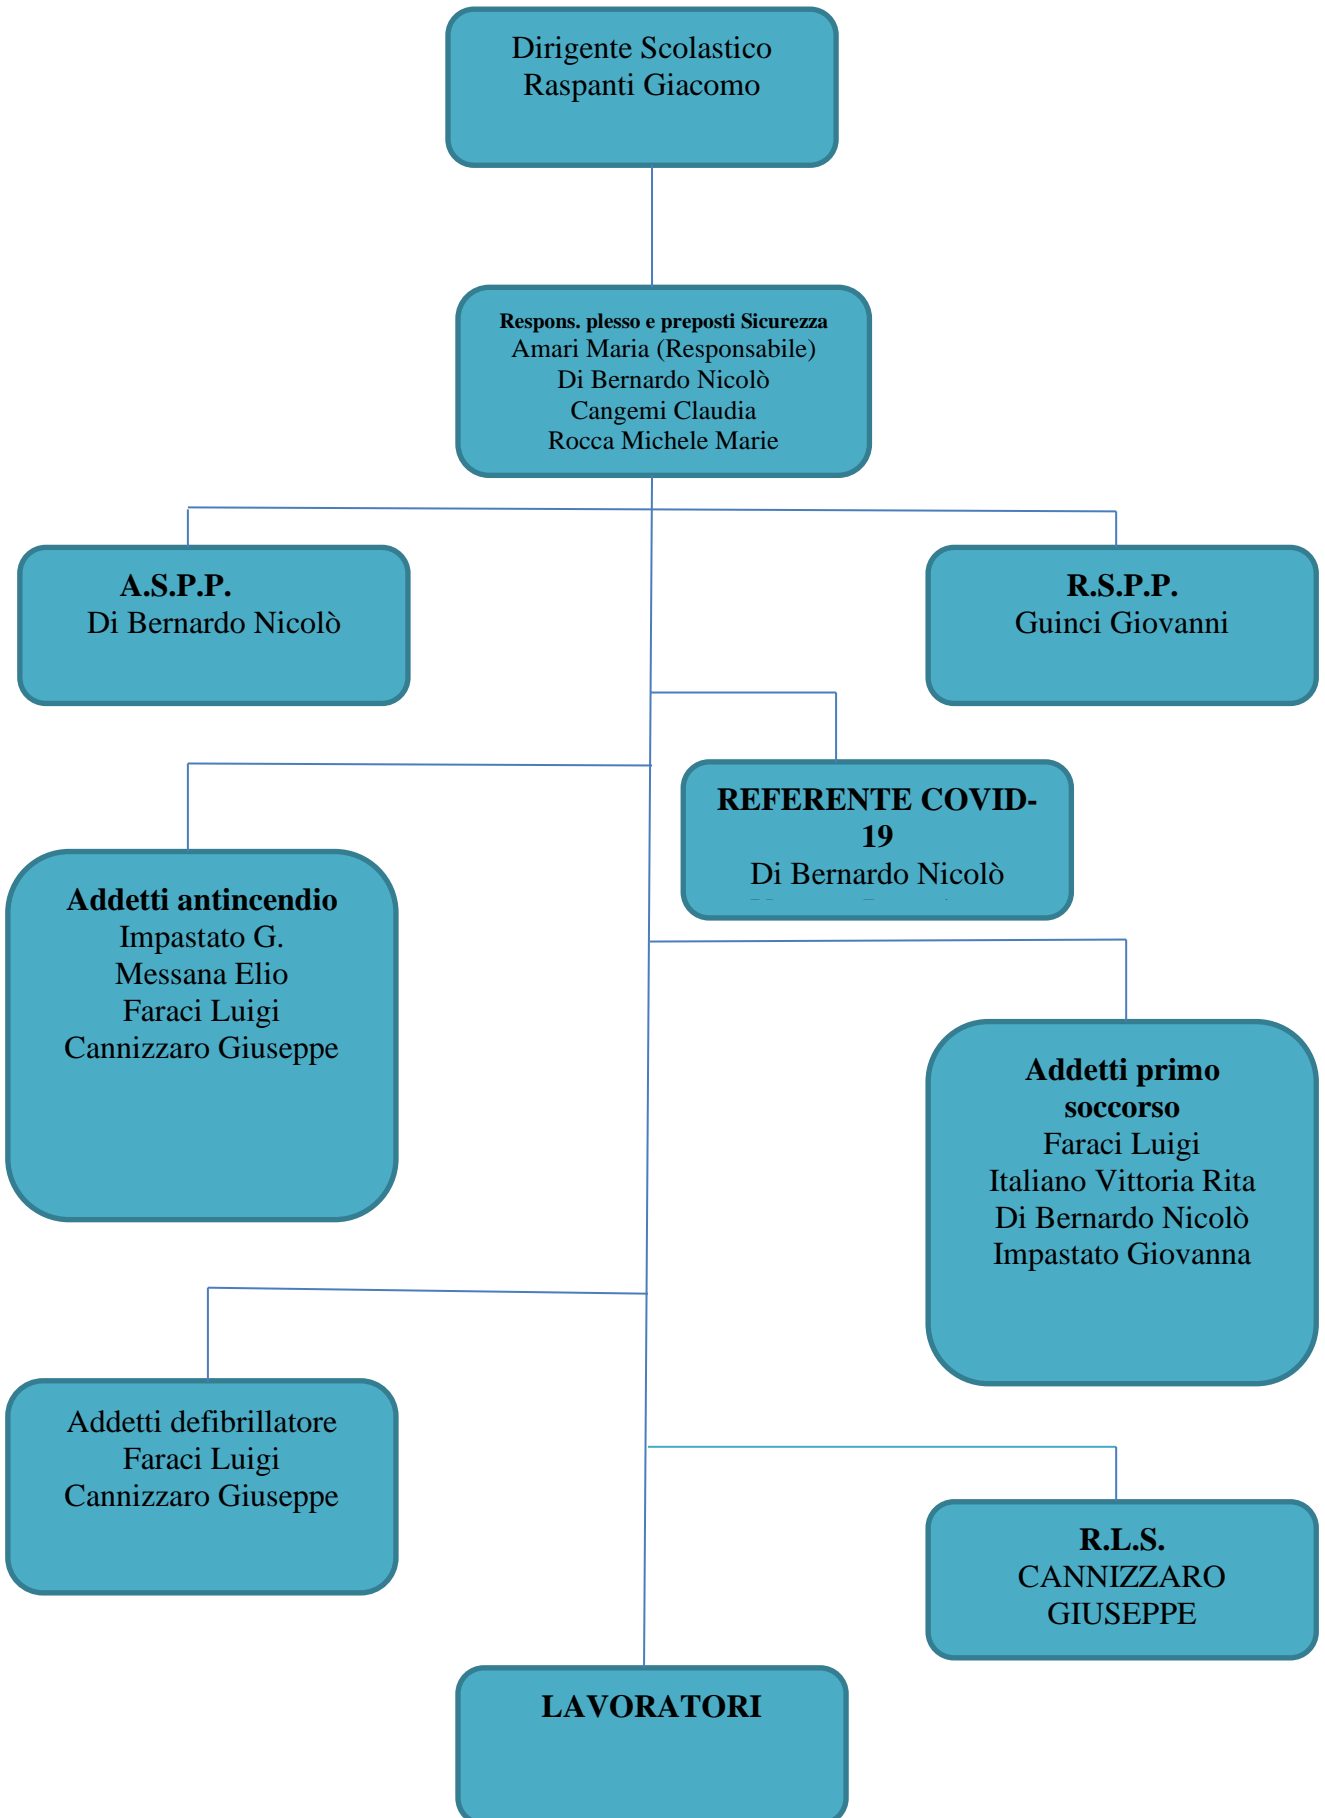 Dirigente Scolastico
Raspanti Giacomo
Respons. plesso e preposti Sicurezza
Amari Maria (Responsabile)
Di Bernardo Nicolò
Cangemi Claudia
Rocca Michele Marie
A.S.P.P.
Di Bernardo Nicolò
R.S.P.P.
Guinci Giovanni
REFERENTE COVID-
19
Di Bernardo Nicolò
Addetti antincendio
Impastato G.
Messana Elio
Faraci Luigi
Cannizzaro Giuseppe
Addetti primo
soccorso
Faraci Luigi
Italiano Vittoria Rita
Di Bernardo Nicolò
Impastato Giovanna
Addetti defibrillatore
Faraci Luigi
Cannizzaro Giuseppe
R.L.S.
CANNIZZARO
GIUSEPPE
LAVORATORI